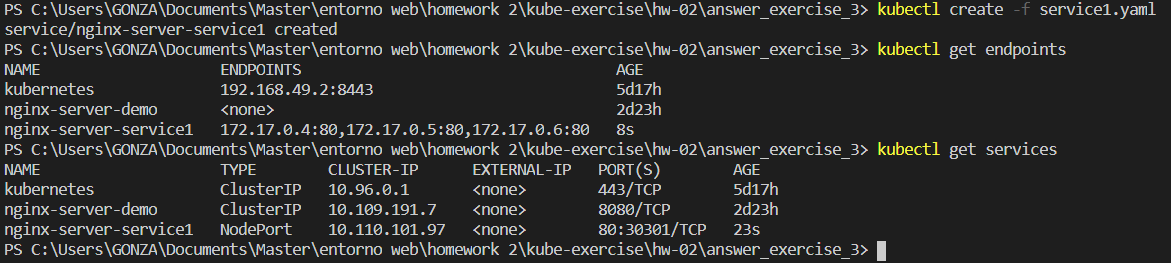 PS C:\Users\GONZA\Documents\Master\entorno web\homework 2\kube-exercise\hw-02\answer_exercise_3> kubectl create -f service1.yaml
service/nginx-server-service1 created
PS C:\Users\GONZA\Documents\Master\entorno web\homework 2\kube-exercise\hw-02\answer_exercise_3> kubectl get endpoints
NAME ENDPOINTS AGE
kubernetes 192.168.49.2:8443 5d17h
nginx-server-demo <none> 2d23h
nginx-server-service1 172.17.0.4:80,172.17.0.5:80,172.17.0.6:80 8s
PS C:\Users\GONZA\Documents\Master\entorno web\homework 2\kube-exercise\hw-02\answer_exercise_3> kubectl get services
NAME TYPE CLUSTER-IP EXTERNAL-IP PORT(S) AGE
kubernetes ClusterIP 10.96.0.1 <none> 443/TCP 5d17h
nginx-server-demo ClusterIP 10.109.191.7 <none> 8080/TCP 2d23h
nginx-server-service1 NodePort 10.110.101.97 <none> 80:30301/TCP 23s
PS C:\Users\GONZA\Documents\Master\entorno web\homework 2\kube-exercise\hw-02\answer_exercise_3>